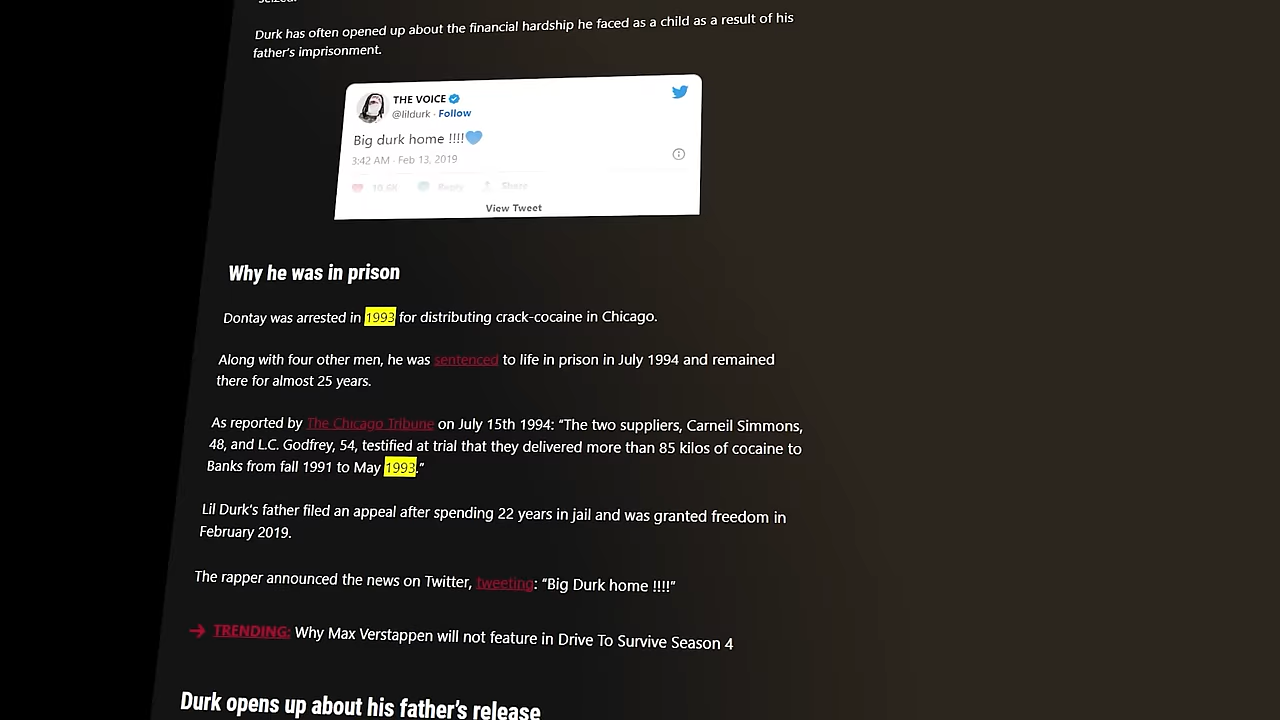 seized.
Durk has often opened up about the financial hardship he faced as a child as a result of his
father's imprisonment.
THE VOICE
@lildurk · Follow
Big durk home !!!!💙
3:42 AM · Feb 13, 2019
10.6K Reply Share
View Tweet
Why he was in prison
Dontay was arrested in 1993 for distributing crack-cocaine in Chicago.
Along with four other men, he was sentenced to life in prison in July 1994 and remained
there for almost 25 years.
As reported by The Chicago Tribune on July 15th 1994: “The two suppliers, Carneil Simmons,
48, and L.C. Godfrey, 54, testified at trial that they delivered more than 85 kilos of cocaine to
Banks from fall 1991 to May 1993.”
Lil Durk's father filed an appeal after spending 22 years in jail and was granted freedom in
February 2019.
The rapper announced the news on Twitter, tweeting: “Big Durk home !!!!”
→ TRENDING: Why Max Verstappen will not feature in Drive To Survive Season 4
Durk opens up about his father's release